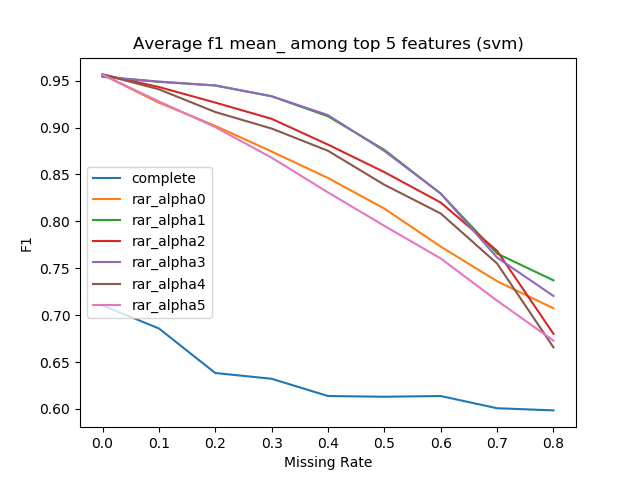 Average f1 mean_ among top 5 features (svm)
F1
0.95
0.90
0.85
0.80
0.75
0.70
0.65
0.60
complete
rar_alpha0
rar_alpha1
rar_alpha2
rar_alpha3
rar_alpha4
rar_alpha5
0.0 0.1 0.2 0.3 0.4 0.5 0.6 0.7 0.8
Missing Rate